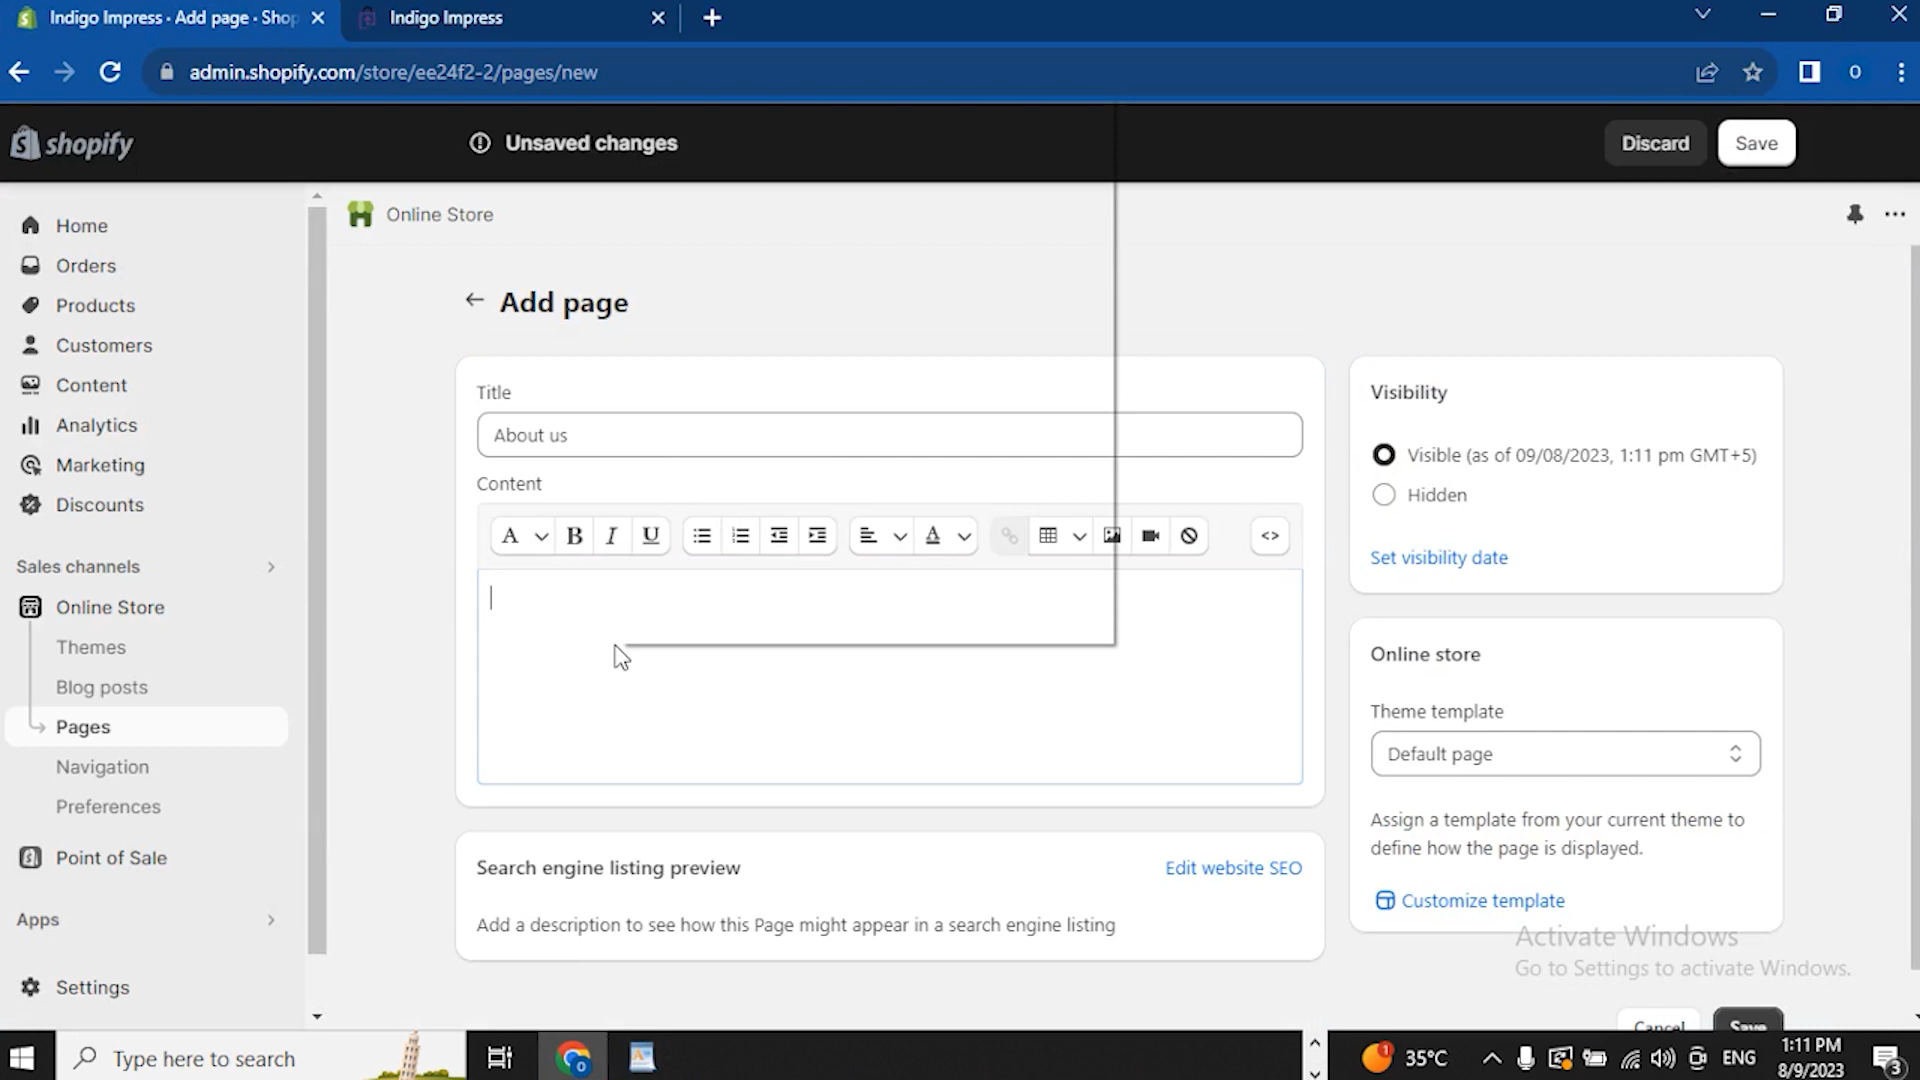 Indigo Impress · Add page · Shop
Indigo Impress
admin.shopify.com/store/ee24f2-2/pages/new
O
shopify
Unsaved changes
Discard
Save
Home
Orders
Products
Customers
Content
Analytics
Marketing
Discounts
Sales channels
Online Store
Themes
Blog posts
Pages
Navigation
Preferences
Point of Sale
Apps
Settings
Online Store
Add page
Title
About us
Content
A B I U A <>
Search engine listing preview
Edit website SEO
Add a description to see how this Page might appear in a search engine listing
Visibility
Visible (as of 09/08/2023, 1:11 pm GMT+5)
Hidden
Set visibility date
Online store
Theme template
Default page
Assign a template from your current theme to
define how the page is displayed.
Customize template
Activate Windows
Go to Settings to activate Windows.
Cancel
Save
Type here to search
1
35°C
ENG
1:11 PM
8/9/2023
3